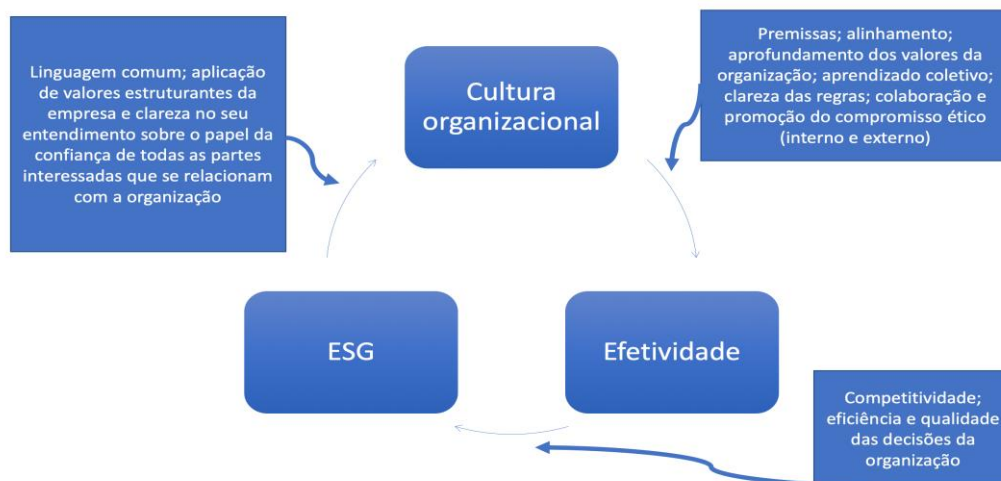 Linguagem comum; aplicação
de valores estruturantes da
empresa e clareza no seu
entendimento sobre o papel da
confiança de todas as partes
interessadas que se relacionam
com a organização
Cultura
organizacional
Premissas; alinhamento;
aprofundamento dos valores da
organização; aprendizado coletivo;
clareza das regras; colaboração e
promoção do compromisso ético
(interno e externo)
ESG
Efetividade
Competitividade;
eficiência e qualidade
das decisões da
organização